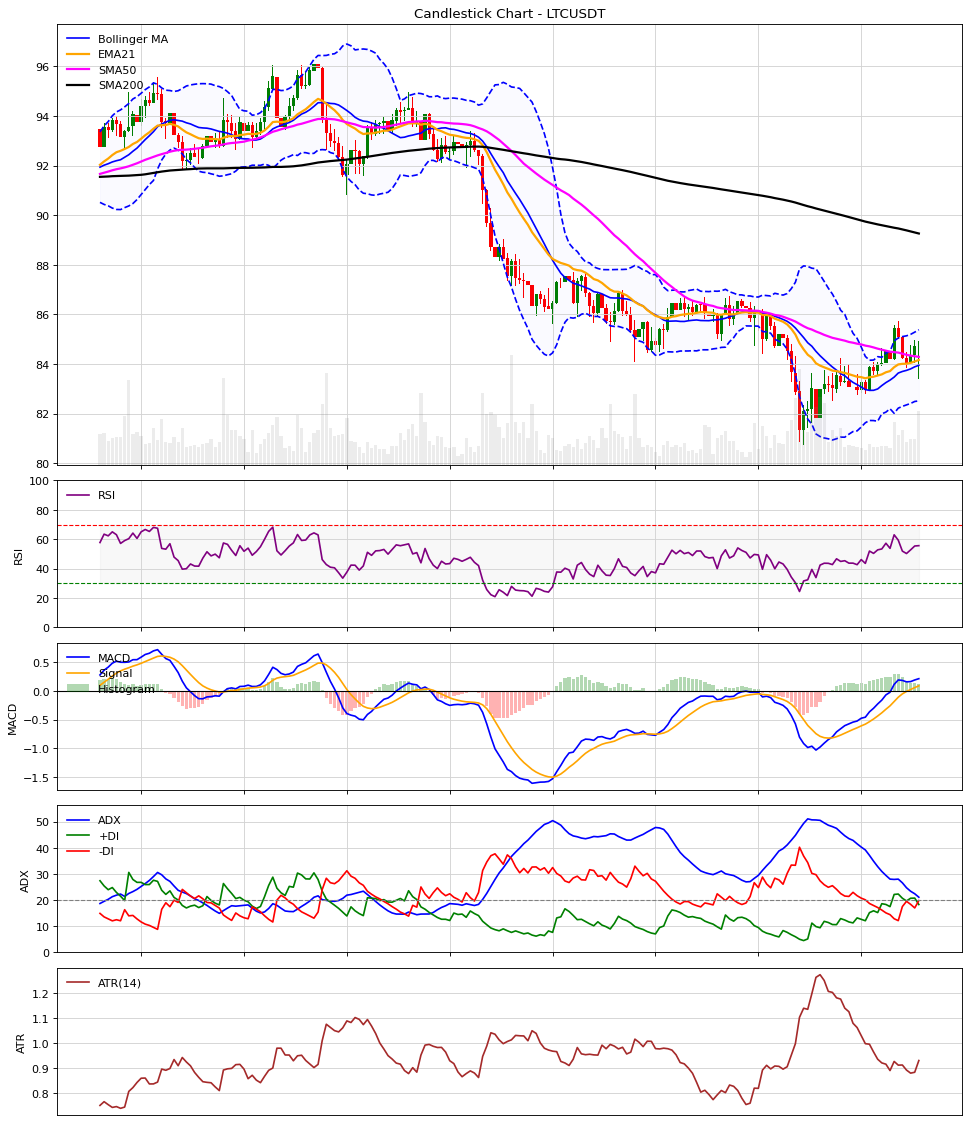 Candlestick Chart - LTCUSDT
Bollinger MA
EMA21
SMA50
SMA200
96
94
92
90
88
86
84
82
80
RSI
RSI
100
80
60
40
20
0
MACD
Signal
Histogram
MACD
0.5
0.0
−0.5
−1.0
−1.5
ADX
+DI
-DI
ADX
50
40
30
20
10
0
ATR(14)
ATR
1.2
1.1
1.0
0.9
0.8